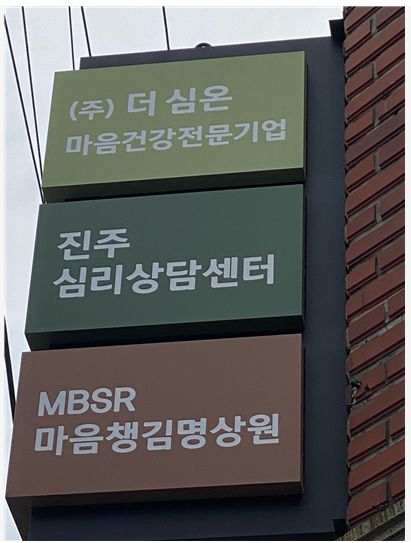 (주) 더 심온
마음건강전문기업
진주
심리상담센터
MBSR
마음챙김명상원